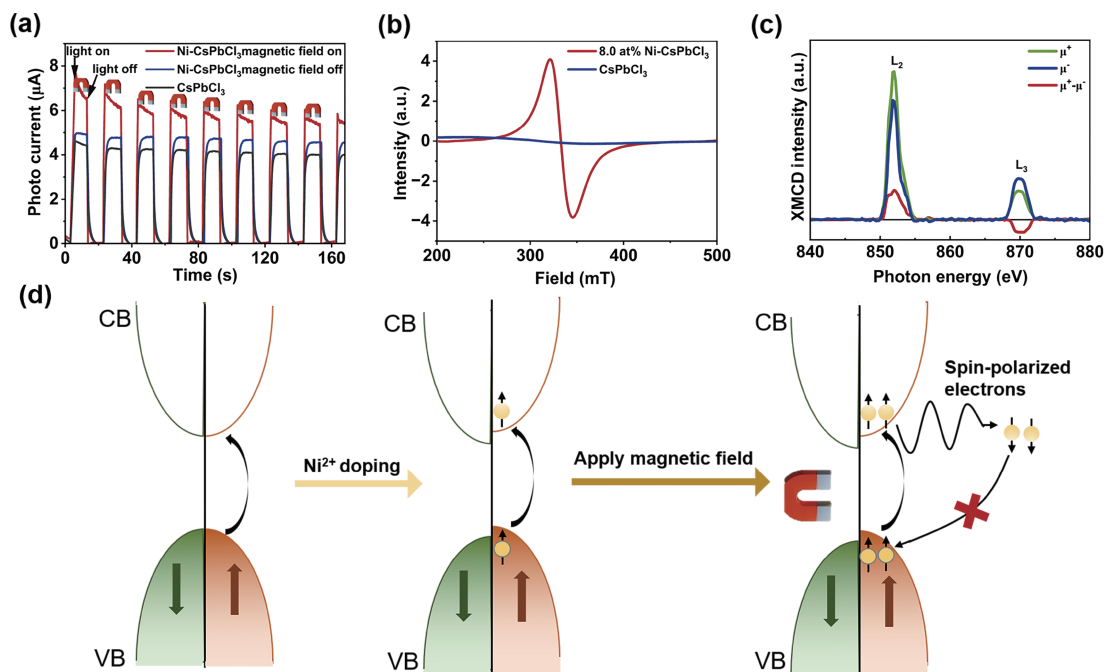 (a)
light on
light off
Ni-CsPbCl₃magnetic field on
Ni-CsPbCl₃magnetic field off
CsPbCl₃
Photo current (µA)
8
6
4
2
0
0
40
80
120
160
Time (s)
(b)
8.0 at% Ni-CsPbCl₃
CsPbCl₃
Intensity (a.u.)
4
2
0
−2
−4
200
300
400
500
Field (mT)
(c)
µ⁺
µ⁻
µ⁺-µ⁻
L₂
L₃
XMCD intensity (a.u.)
840
850
860
870
880
Photon energy (eV)
(d)
CB
VB
Ni²⁺ doping
CB
VB
Apply magnetic field
CB
VB
Spin-polarized
electrons